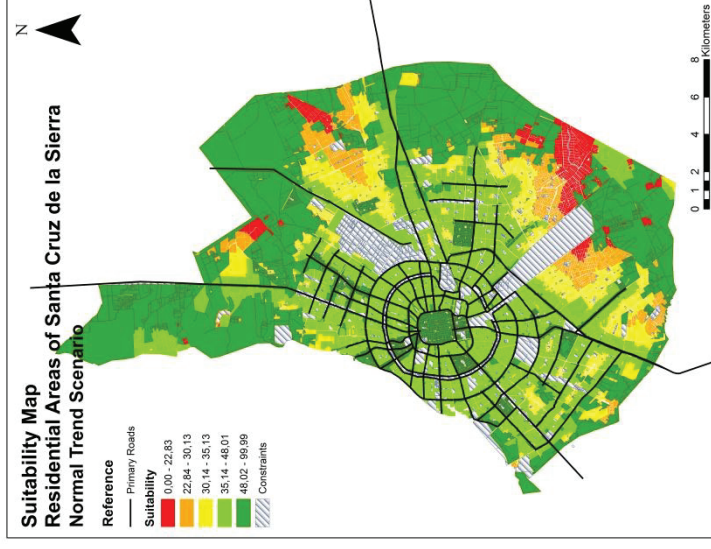 Suitability Map
Residential Areas of Santa Cruz de la Sierra
Normal Trend Scenario
N
Reference
Primary Roads
Suitability
0,00 - 22,83
22,84 - 30,13
30,14 - 35,13
35,14 - 48,01
48,02 - 99,99
Constraints
0 1 2 4 6 8
Kilometers